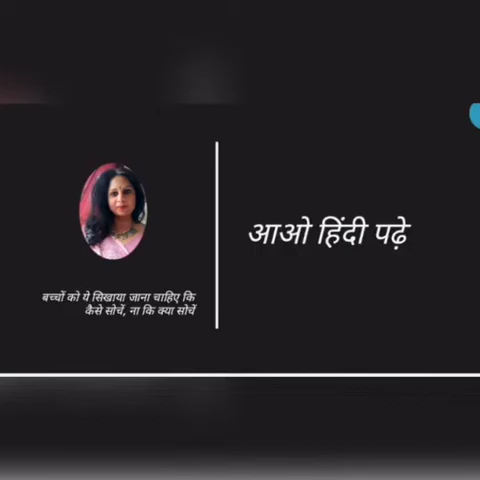 आओ हिंदी पढ़े
बच्चों को ये सिखाया जाना चाहिए कि
कैसे सोचें, ना कि क्या सोचें